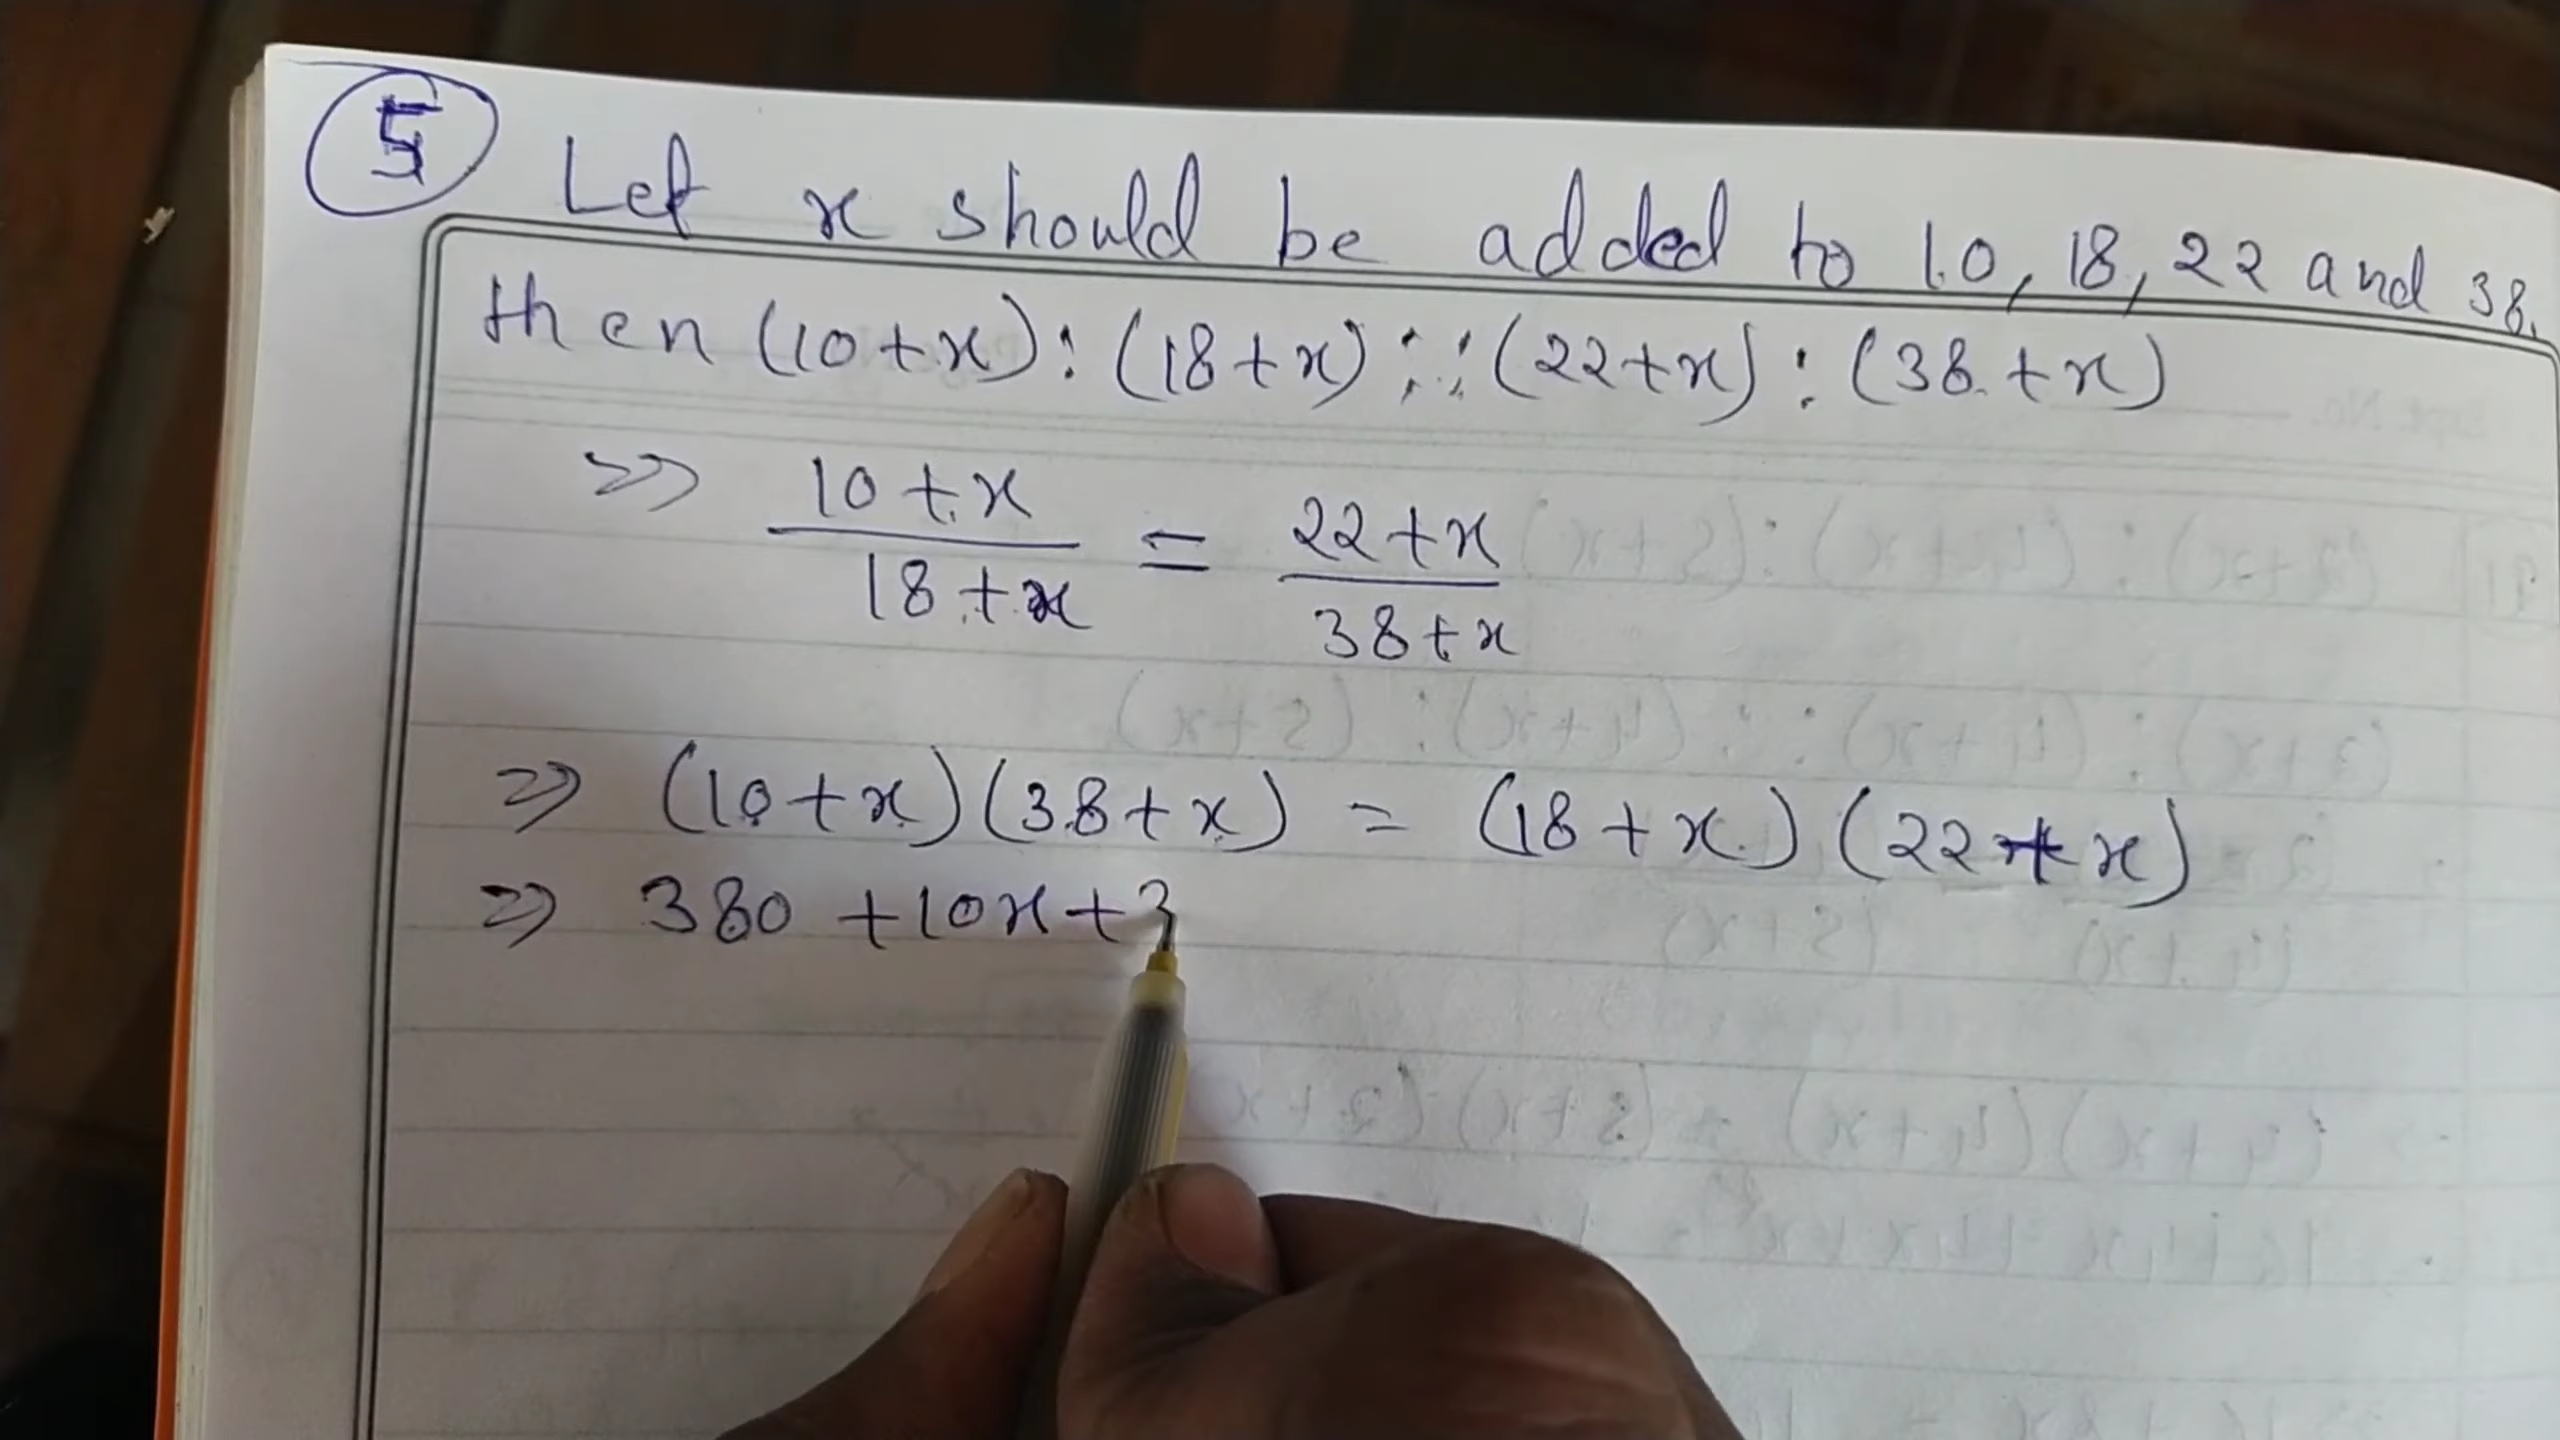 5
Let x should be added to 10, 18, 22 and 38.
then (10+x) : (18+x) :: (22+x) : (38+x)
⇒ 10+x / 18+x = 22+x / 38+x
⇒ (10+x)(38+x) = (18+x)(22+x)
⇒ 380 + 10x + 3